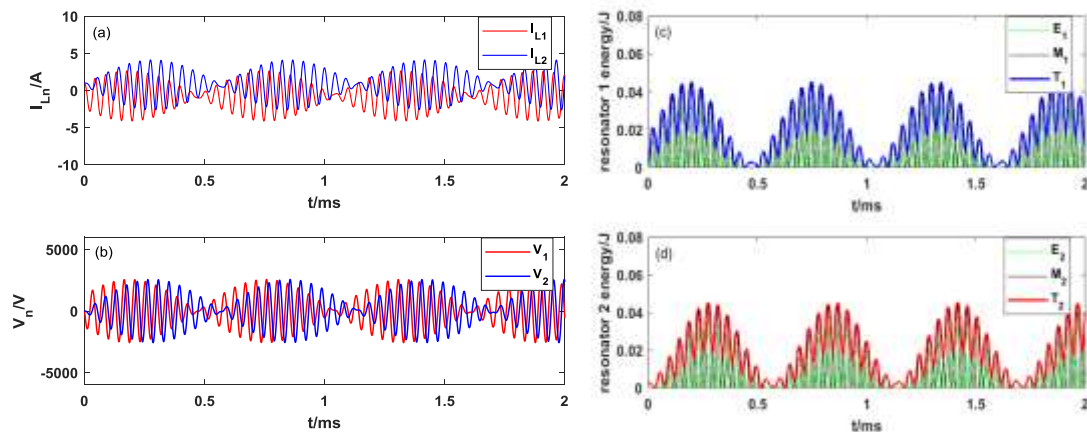 (a)
I_L1
I_L2
I_Ln/A
10
5
0
-5
-10
0
0.5
1
1.5
2
t/ms
(b)
V_1
V_2
V_n/V
5000
0
-5000
0
0.5
1
1.5
2
t/ms
(c)
E_1
M_1
T_1
resonator 1 energy/J
0.08
0.06
0.04
0.02
0
0
0.5
1
1.5
2
t/ms
(d)
E_2
M_2
T_2
resonator 2 energy/J
0.08
0.06
0.04
0.02
0
0
0.5
1
1.5
2
t/ms